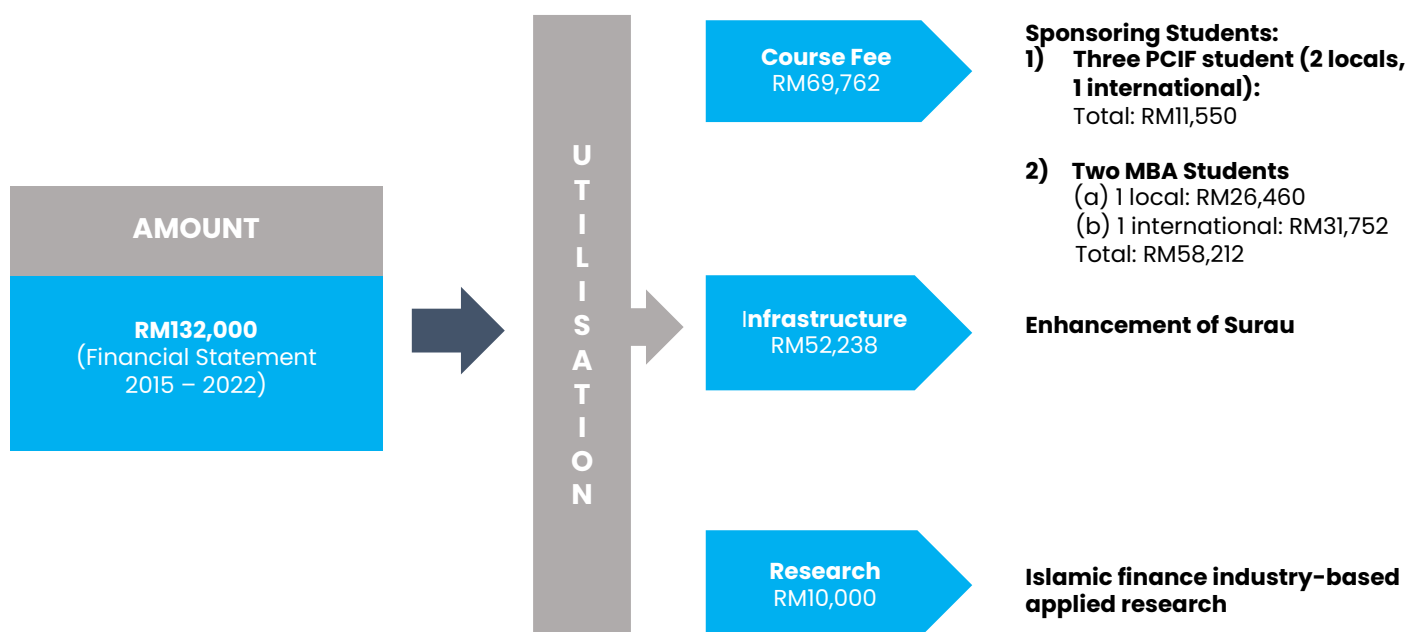 AMOUNT
RM132,000
(Financial Statement
2015 – 2022)
U
T
I
L
I
S
A
T
I
O
N
Course Fee
RM69,762
Sponsoring Students:
1) Three PCIF student (2 locals,
1 international):
Total: RM11,550
2) Two MBA Students
(a) 1 local: RM26,460
(b) 1 international: RM31,752
Total: RM58,212
Infrastructure
RM52,238
Enhancement of Surau
Research
RM10,000
Islamic finance industry-based
applied research